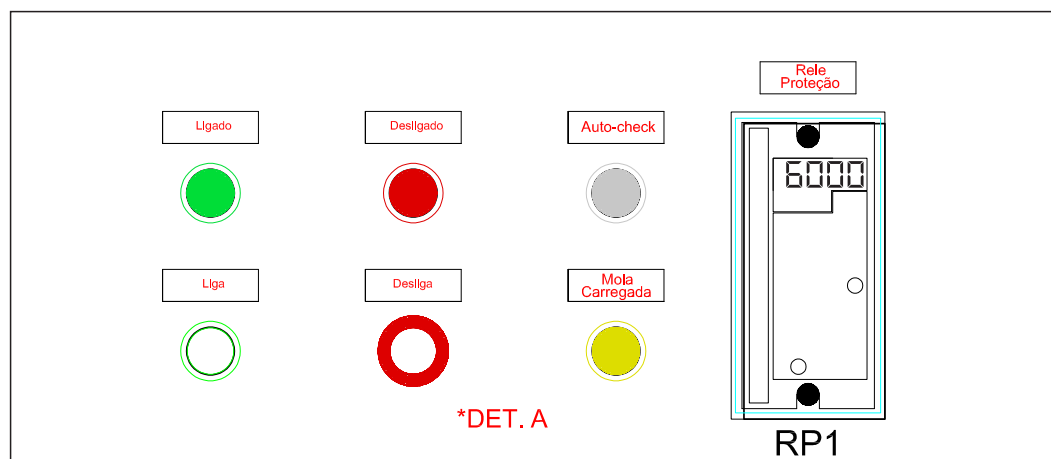 Rele
Proteção
Ligado
Desligado
Auto-check
6000
Liga
Desliga
Mola
Carregada
*DET. A
RP1